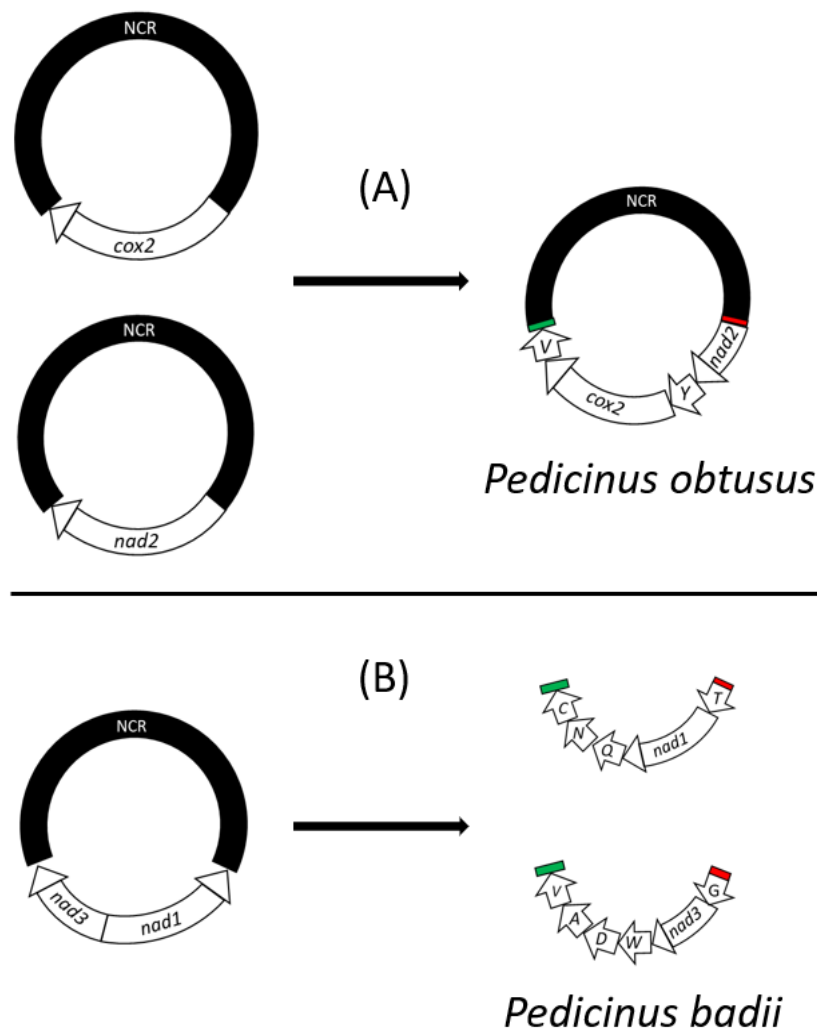 NCR
cox2
(A)
NCR
V
cox2
Y
nad2
NCR
nad2
Pedicinus obtusus
(B)
NCR
nad3
nad1
C
N
Q
nad1
T
V
A
D
W
nad3
G
Pedicinus badii